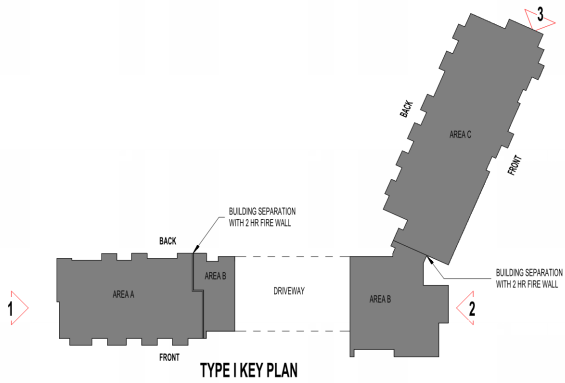 3
BACK
AREA C
FRONT
BUILDING SEPARATION
WITH 2 HR FIRE WALL
BACK
AREA B
AREA A
DRIVEWAY
AREA B
BUILDING SEPARATION
WITH 2 HR FIRE WALL
1
2
FRONT
TYPE I KEY PLAN